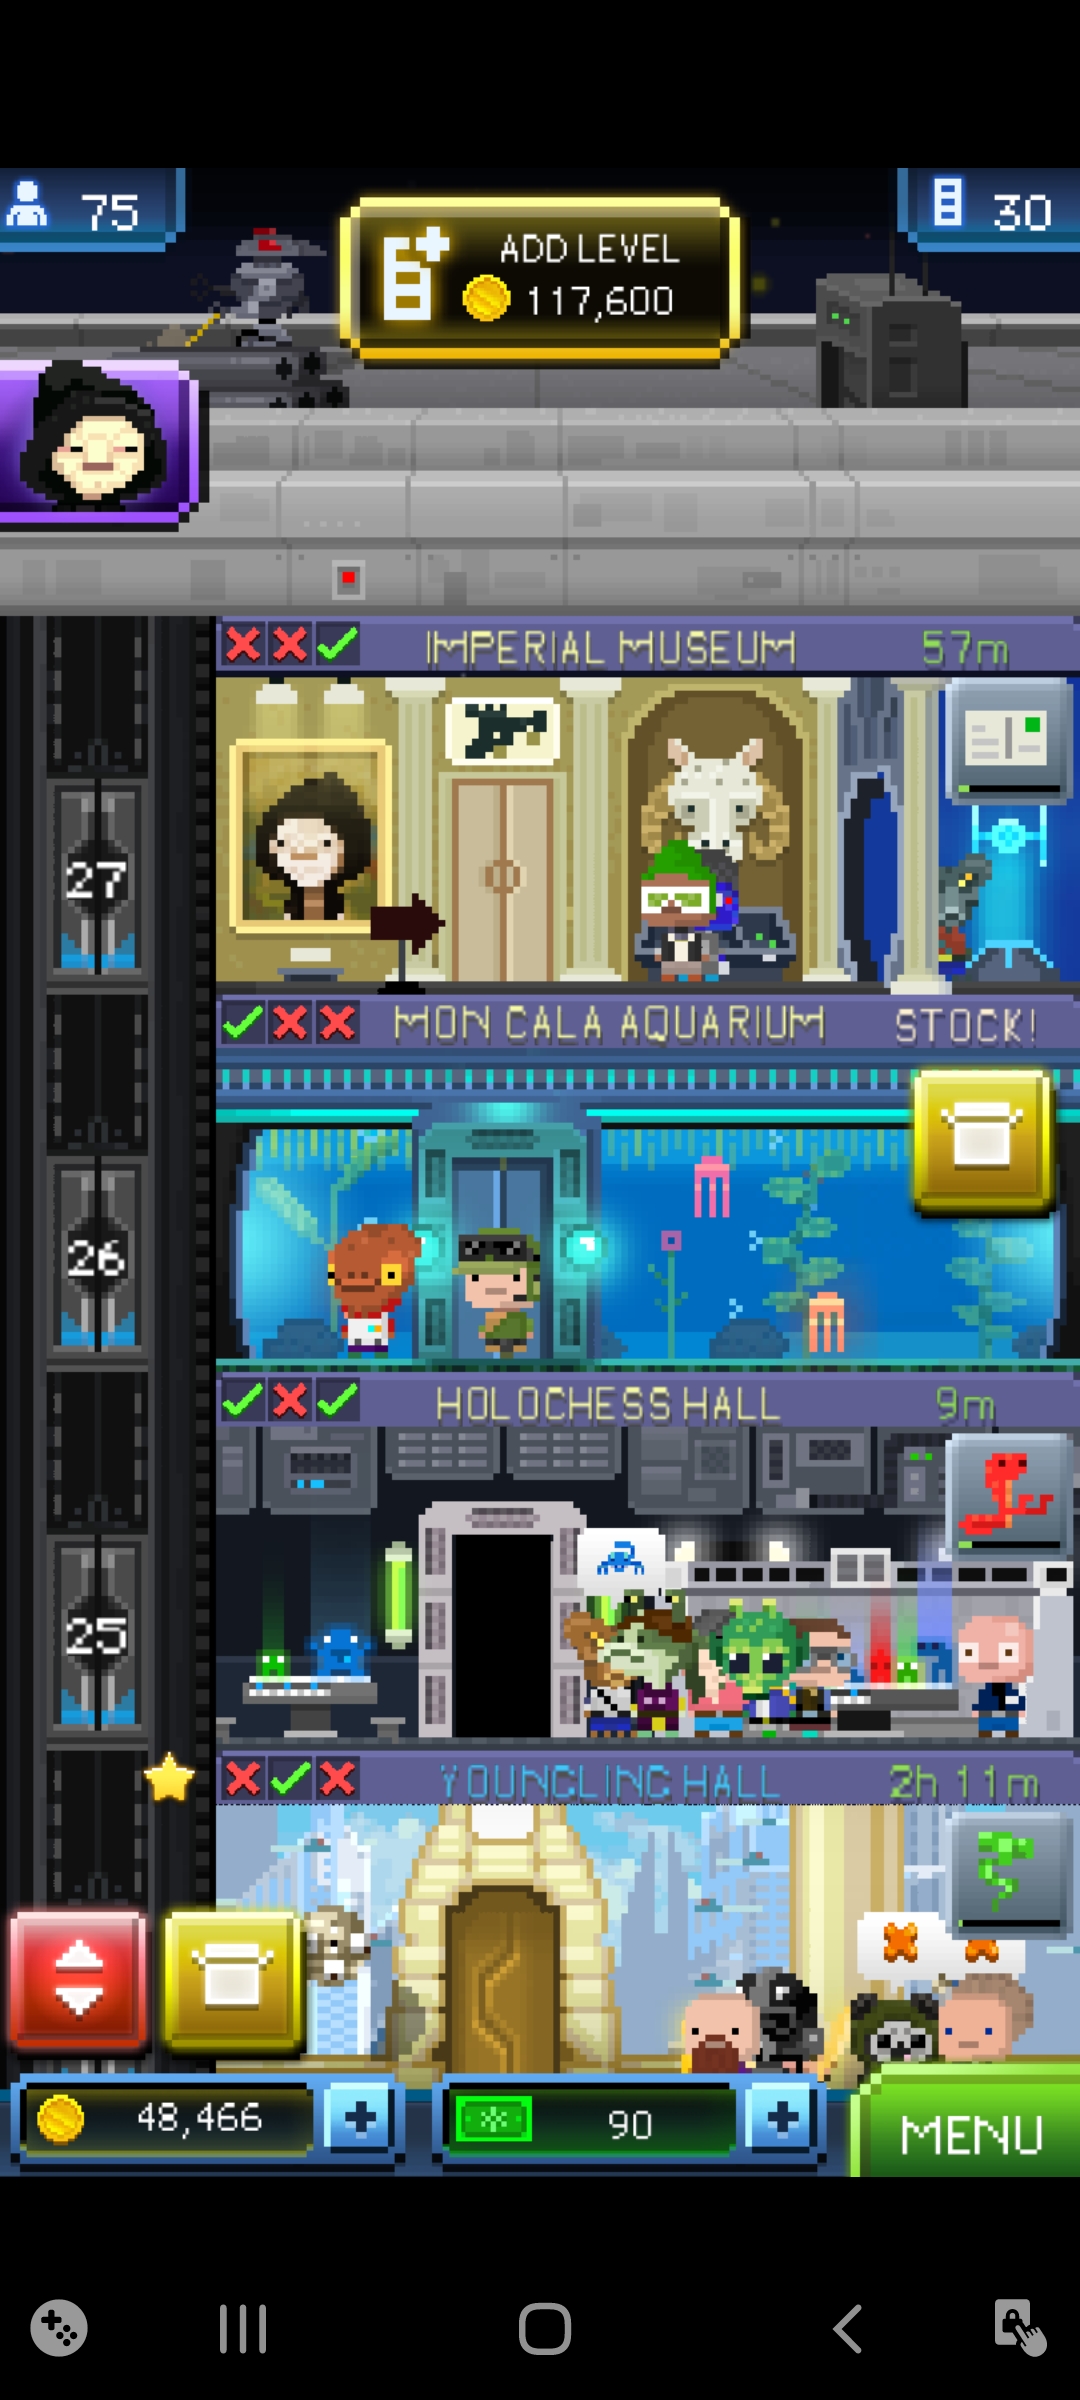 75
ADD LEVEL
117,600
30
IMPERIAL MUSEUM 57m
27
MON CALA AQUARIUM STOCK!
26
HOLOCHESS HALL 9m
25
YOUNGLING HALL 2h 11m
48,466
90
MENU